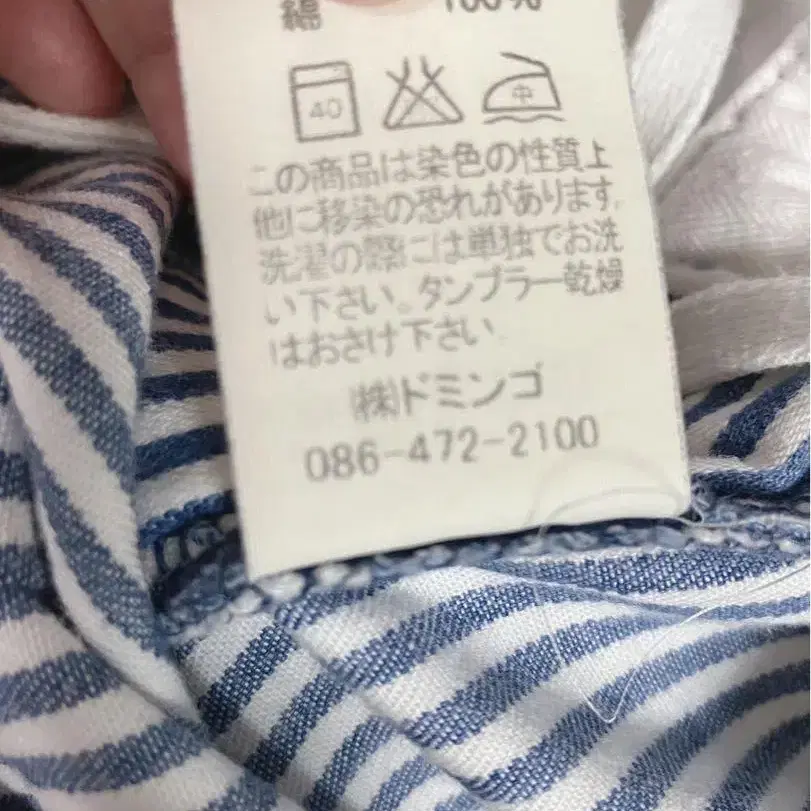 綿 100%
40 中
この商品は染色の性質上
他に移染の恐れがあります。
洗濯の際には単独でお洗
い下さい。タンブラー乾燥
はおさけ下さい
㈱ドミンゴ
086-472-2100